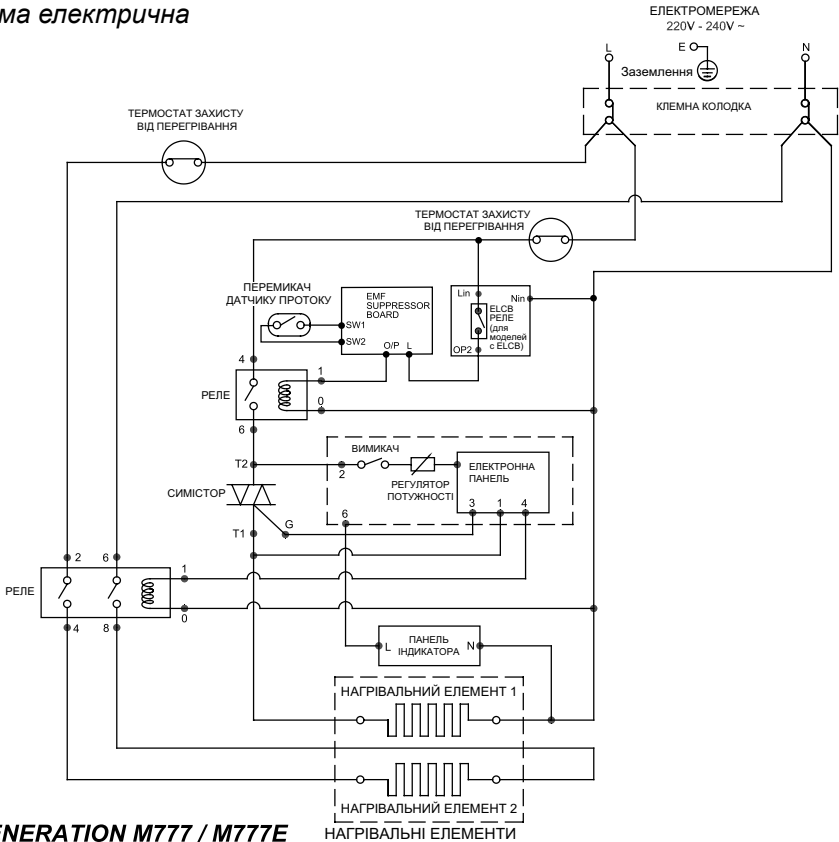 ма електрична
ЕЛЕКТРОМЕРЕЖА
220V - 240V ~
L
E
N
Заземлення
КЛЕМНА КОЛОДКА
ТЕРМОСТАТ ЗАХИСТУ
ВІД ПЕРЕГРІВАННЯ
ТЕРМОСТАТ ЗАХИСТУ
ВІД ПЕРЕГРІВАННЯ
ПЕРЕМИКАЧ
ДАТЧИКУ ПРОТОКУ
EMF
SUPPRESSOR
BOARD
SW1
SW2
O/P L
Lin
Nin
ELCB
РЕЛЕ
(для
моделей
с ELCB)
OP2
4
РЕЛЕ
1
0
6
T2
ВИМИКАЧ
2
РЕГУЛЯТОР
ПОТУЖНОСТІ
ЕЛЕКТРОННА
ПАНЕЛЬ
3 1 4
6
СИМІСТОР
G
T1
2
6
1
РЕЛЕ
0
4
8
L
ПАНЕЛЬ
ІНДИКАТОРА
N
НАГРІВАЛЬНИЙ ЕЛЕМЕНТ 1
НАГРІВАЛЬНИЙ ЕЛЕМЕНТ 2
ENERATION M777 / M777E
НАГРІВАЛЬНІ ЕЛЕМЕНТИ